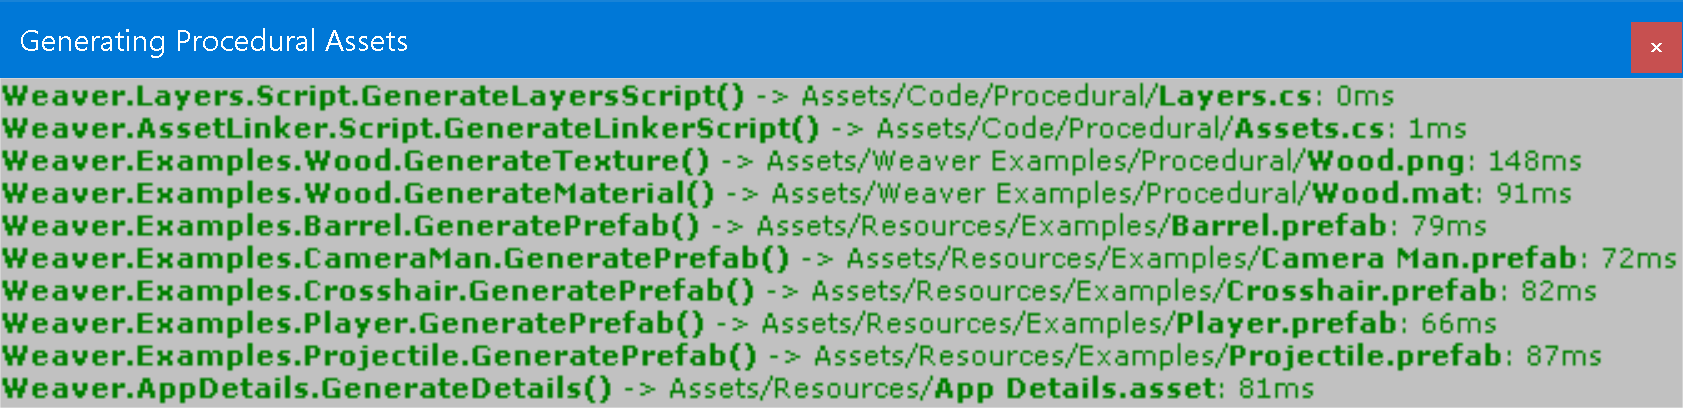 Generating Procedural Assets
×
Weaver.Layers.Script.GenerateLayersScript() -> Assets/Code/Procedural/Layers.cs: 0ms
Weaver.AssetLinker.Script.GenerateLinkerScript() -> Assets/Code/Procedural/Assets.cs: 1ms
Weaver.Examples.Wood.GenerateTexture() -> Assets/Weaver Examples/Procedural/Wood.png: 148ms
Weaver.Examples.Wood.GenerateMaterial() -> Assets/Weaver Examples/Procedural/Wood.mat: 91ms
Weaver.Examples.Barrel.GeneratePrefab() -> Assets/Resources/Examples/Barrel.prefab: 79ms
Weaver.Examples.CameraMan.GeneratePrefab() -> Assets/Resources/Examples/Camera Man.prefab: 72ms
Weaver.Examples.Crosshair.GeneratePrefab() -> Assets/Resources/Examples/Crosshair.prefab: 82ms
Weaver.Examples.Player.GeneratePrefab() -> Assets/Resources/Examples/Player.prefab: 66ms
Weaver.Examples.Projectile.GeneratePrefab() -> Assets/Resources/Examples/Projectile.prefab: 87ms
Weaver.AppDetails.GenerateDetails() -> Assets/Resources/App Details.asset: 81ms